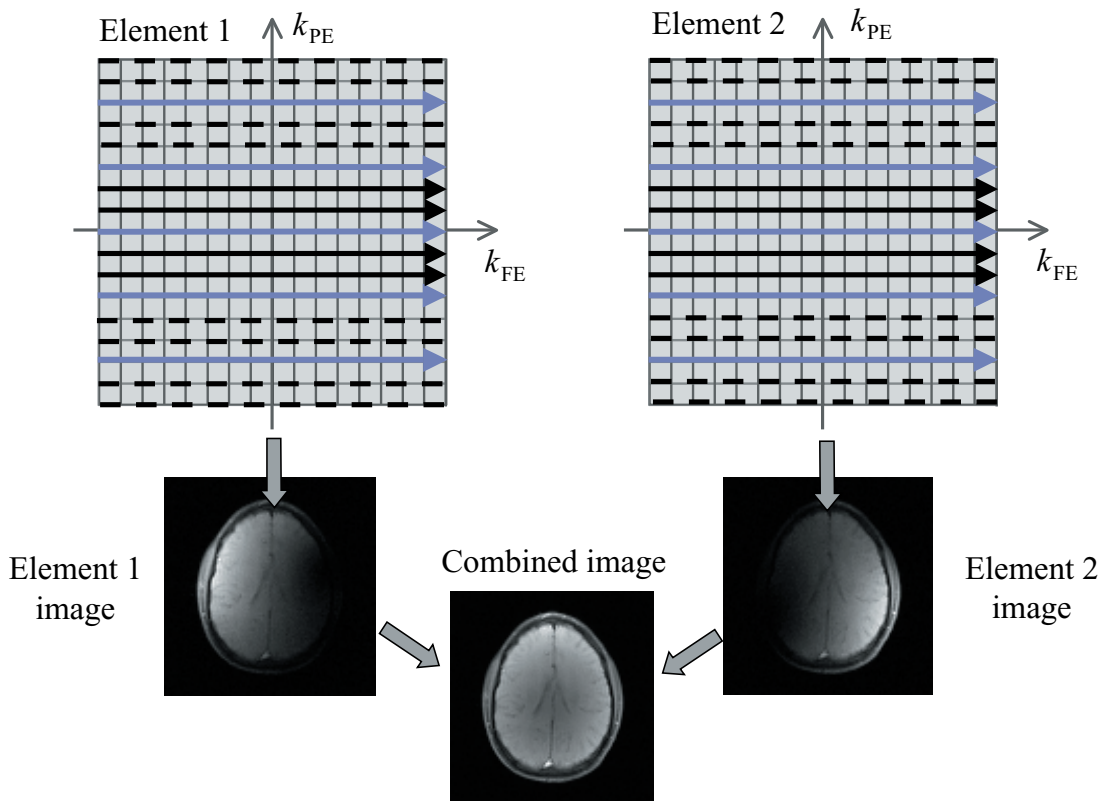 Element 1
k_PE
Element 2
k_PE
k_FE
k_FE
Element 1
image
Combined image
Element 2
image